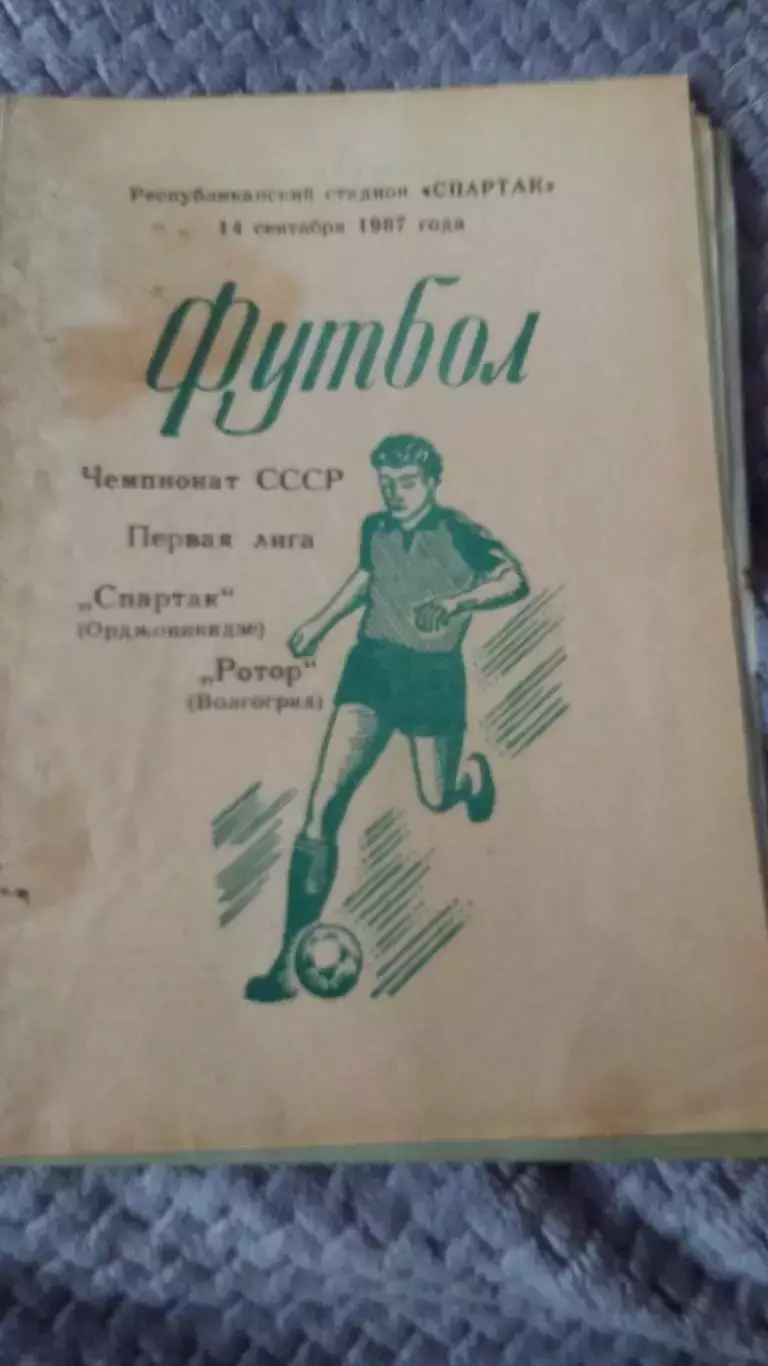 Республиканский стадион «СПАРТАК»
14 сентября 1987 года
Футбол
Чемпионат СССР
Первая лига
„Спартак“
(Орджоникидзе)
„Ротор“
(Волгоград)